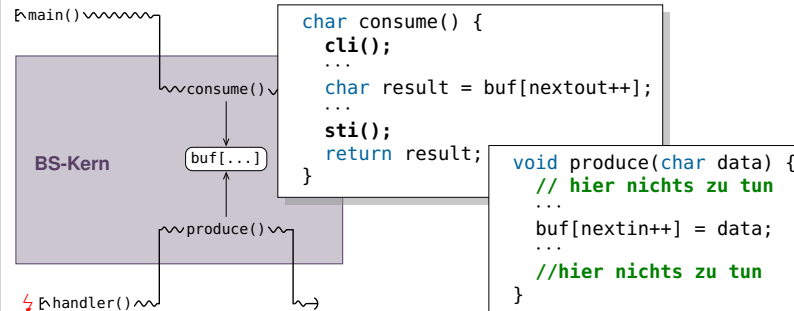 main()
consume()
BS-Kern
buf[...]
produce()
handler()
char consume() {
cli();
...
char result = buf[nextout++];
...
sti();
return result;
}
void produce(char data) {
// hier nichts zu tun
...
buf[nextin++] = data;
...
//hier nichts zu tun
}